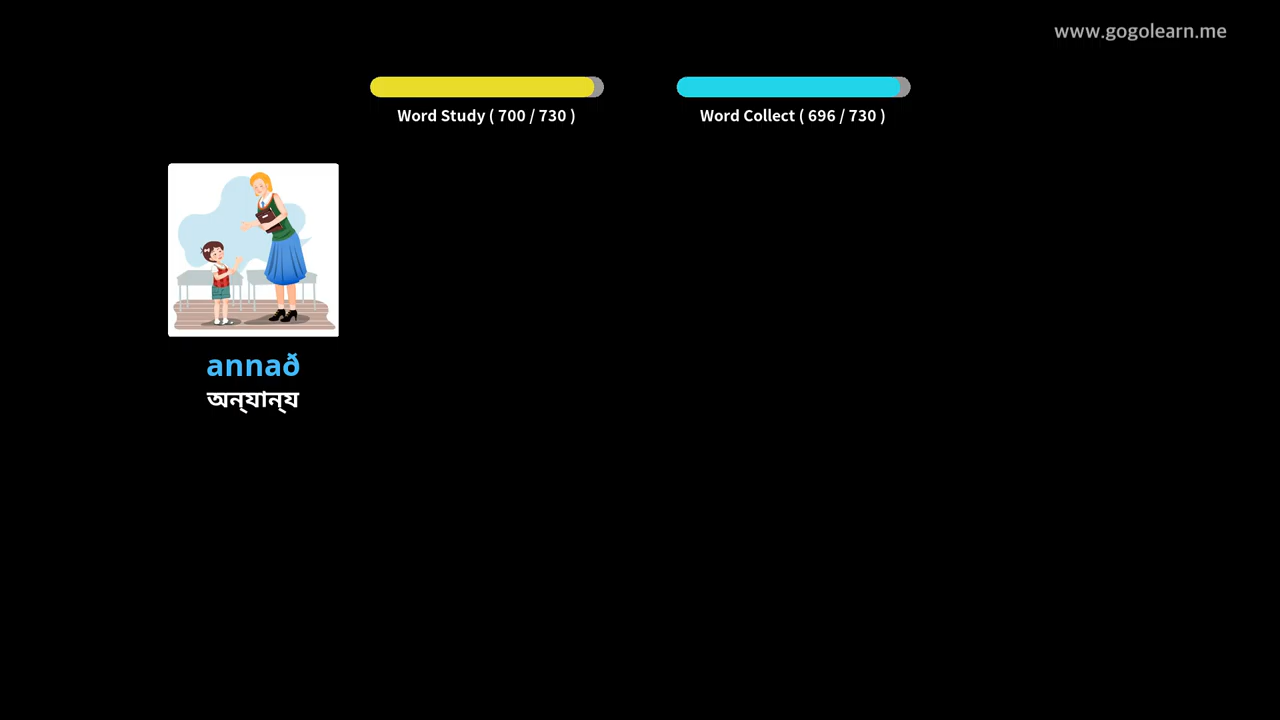 www.gogolearn.me
Word Study ( 700 / 730 )
Word Collect ( 696 / 730 )
annað
অন্যান্য